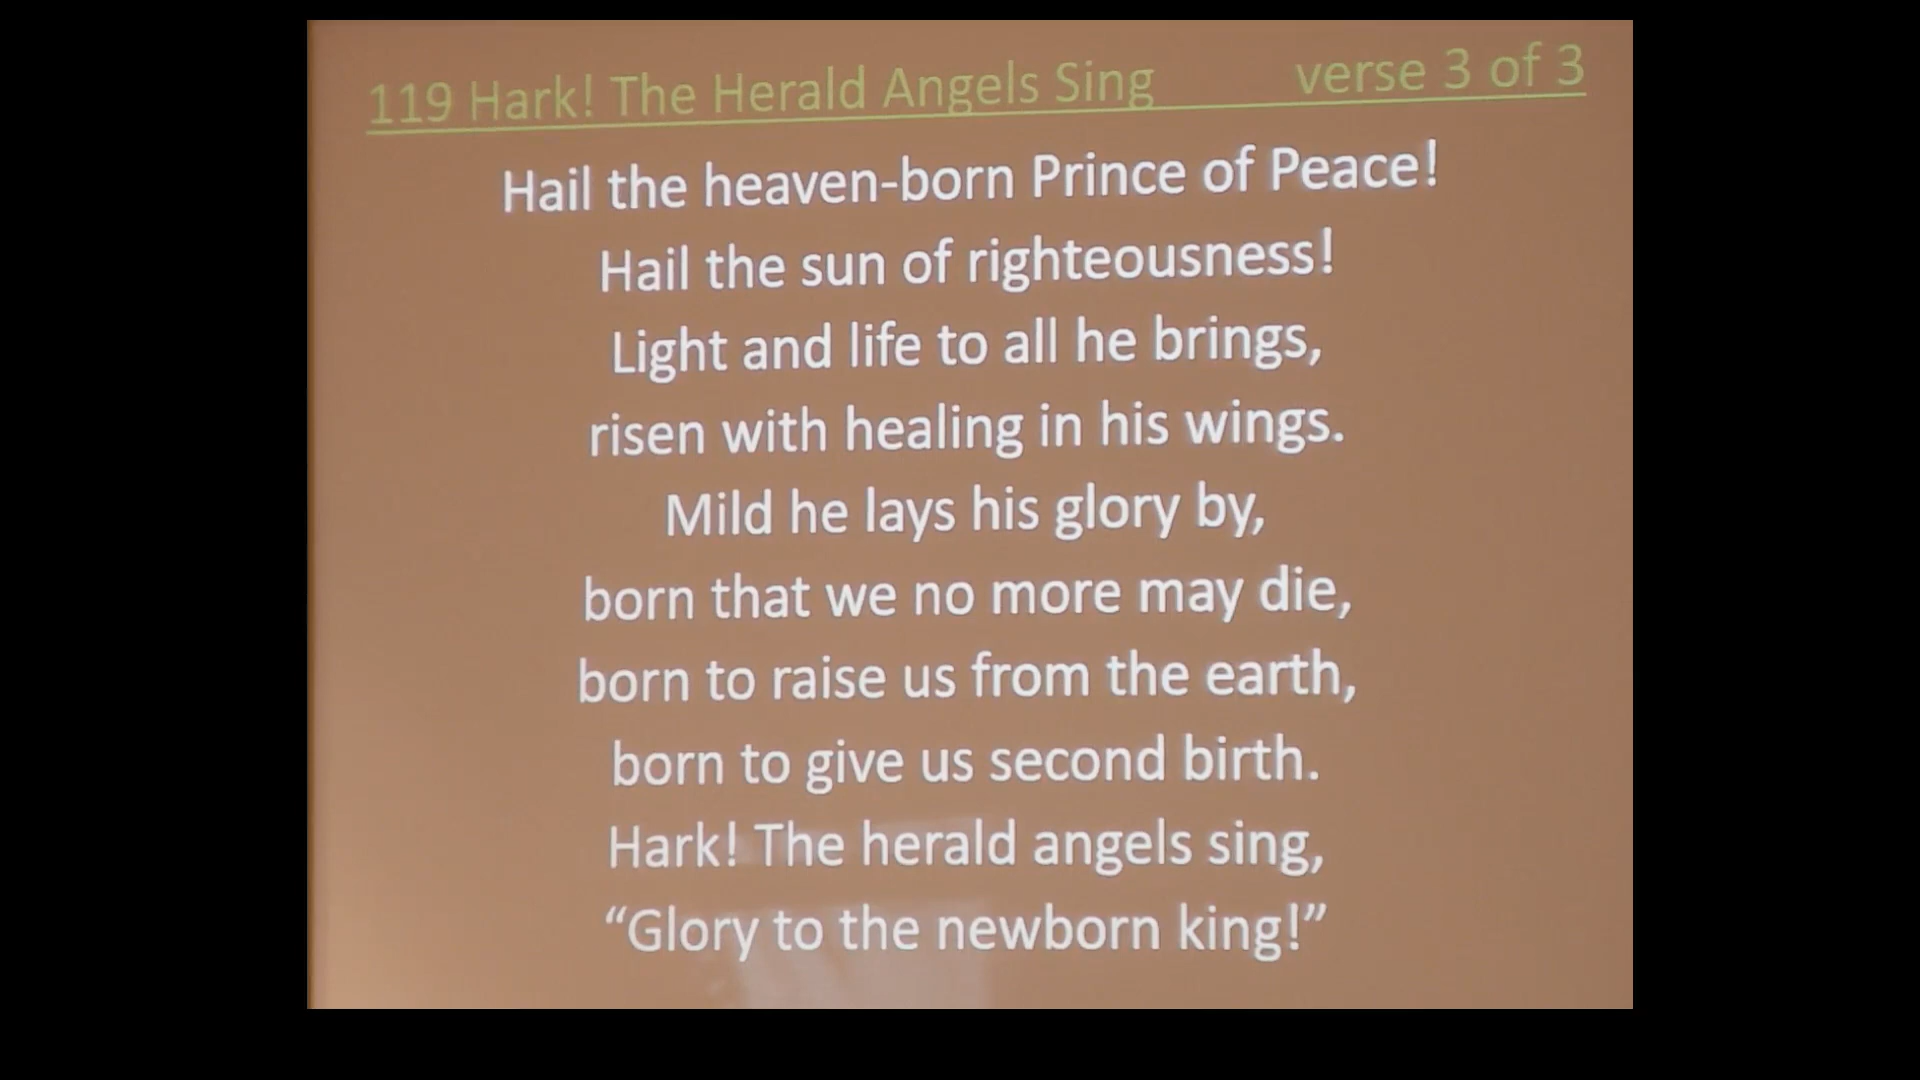 119 Hark! The Herald Angels Sing verse 3 of 3
Hail the heaven-born Prince of Peace!
Hail the sun of righteousness!
Light and life to all he brings,
risen with healing in his wings.
Mild he lays his glory by,
born that we no more may die,
born to raise us from the earth,
born to give us second birth.
Hark! The herald angels sing,
“Glory to the newborn king!”